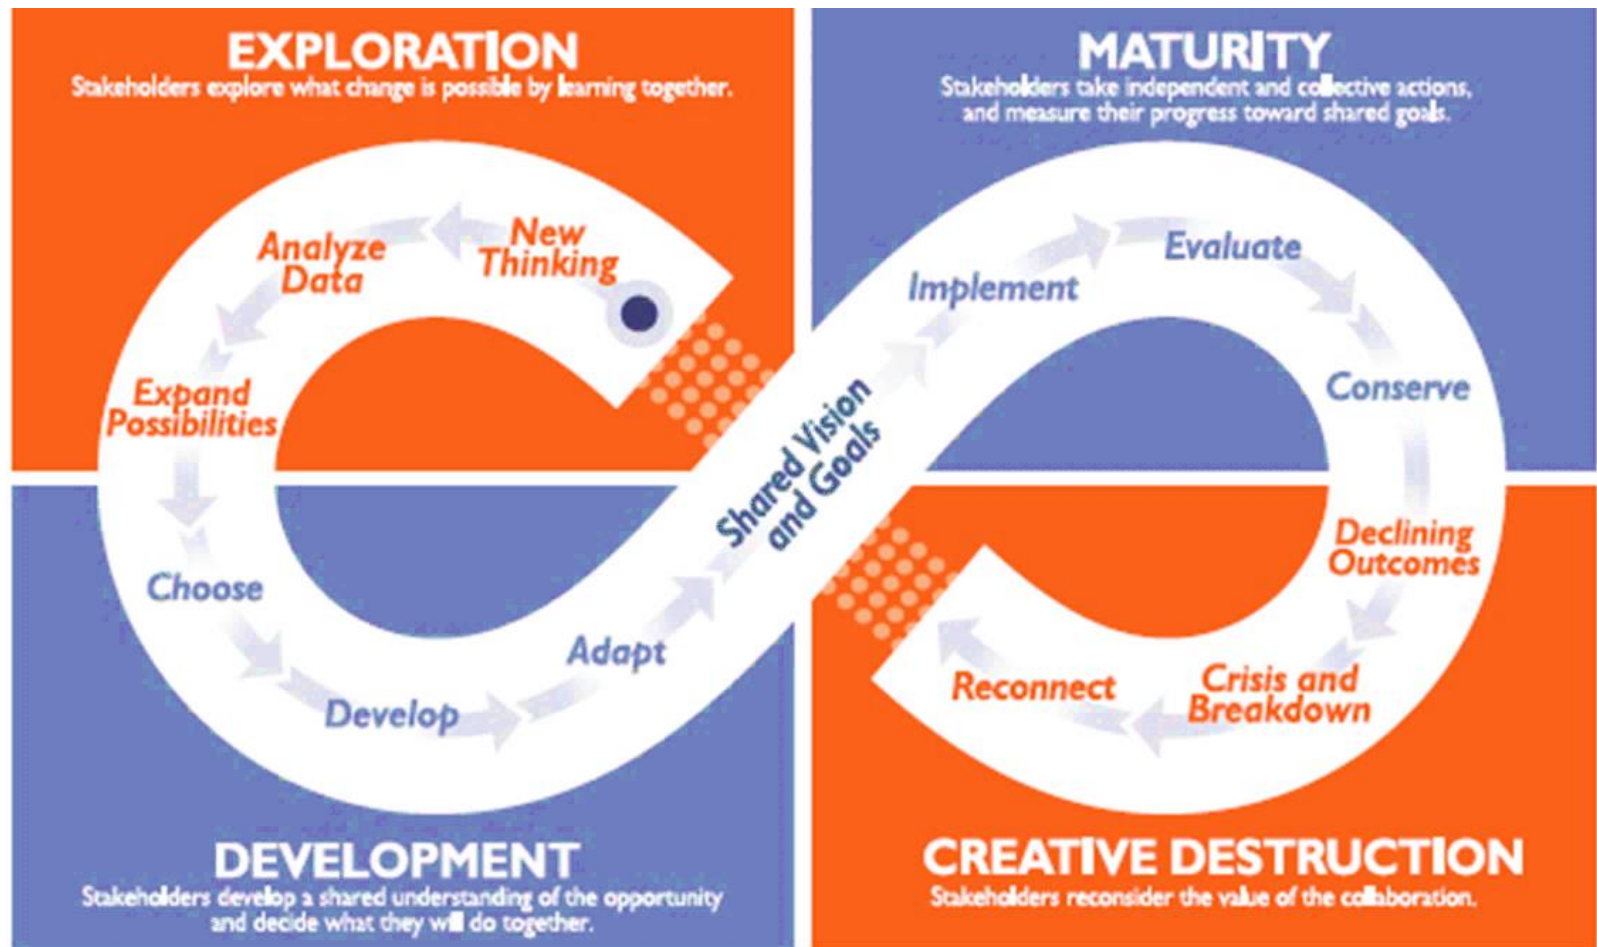 EXPLORATION
Stakeholders explore what change is possible by learning together.
New
Thinking
Analyze
Data
Expand
Possibilities
DEVELOPMENT
Stakeholders develop a shared understanding of the opportunity
and decide what they will do together.
Choose
Develop
Adapt
Shared Vision
and Goals
MATURITY
Stakeholders take independent and collective actions,
and measure their progress toward shared goals.
Implement
Evaluate
Conserve
CREATIVE DESTRUCTION
Stakeholders reconsider the value of the collaboration.
Declining
Outcomes
Crisis and
Breakdown
Reconnect